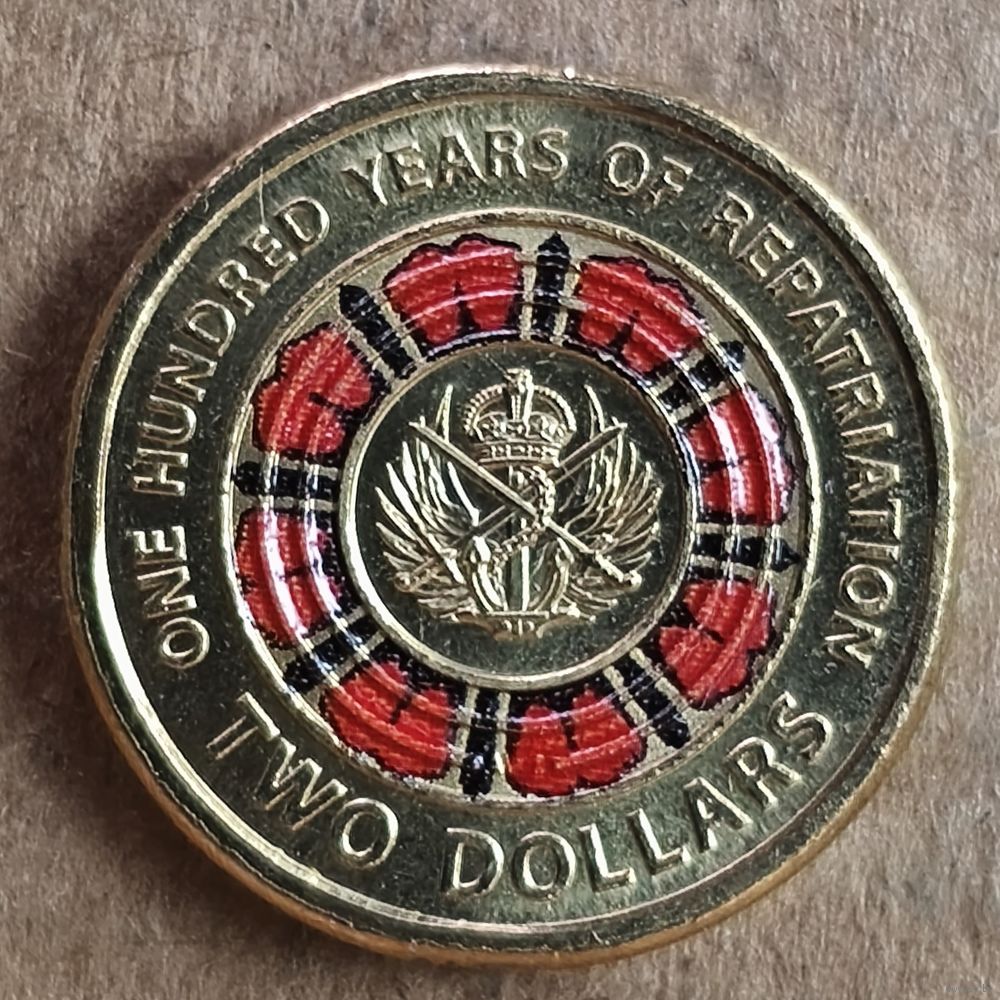 ONE HUNDRED YEARS OF REPATRIATION
TWO DOLLARS